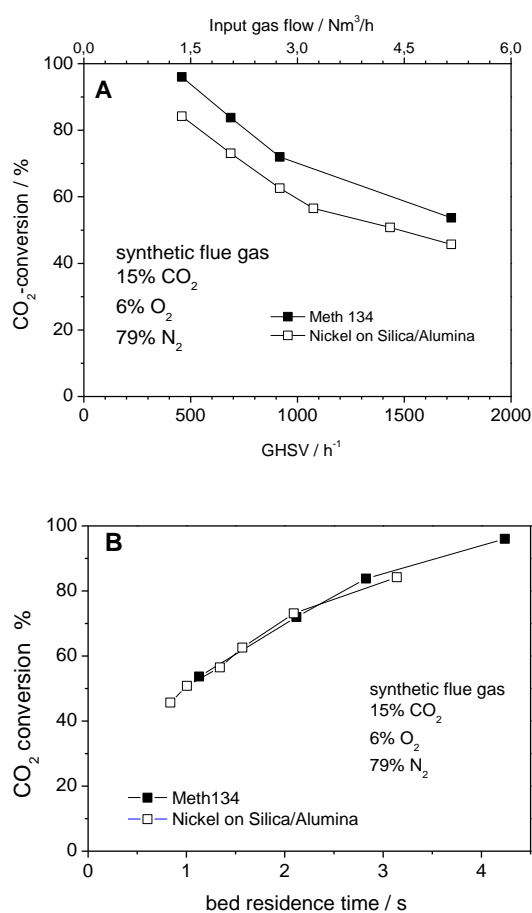 Input gas flow / Nm³/h
0,0 1,5 3,0 4,5 6,0
A
100
80
60
40
20
0
CO₂-conversion / %
synthetic flue gas
15% CO₂
6% O₂
79% N₂
Meth 134
Nickel on Silica/Alumina
0 500 1000 1500 2000
GHSV / h⁻¹
B
100
80
60
40
20
0
CO₂ conversion %
synthetic flue gas
15% CO₂
6% O₂
79% N₂
Meth134
Nickel on Silica/Alumina
0 1 2 3 4
bed residence time / s